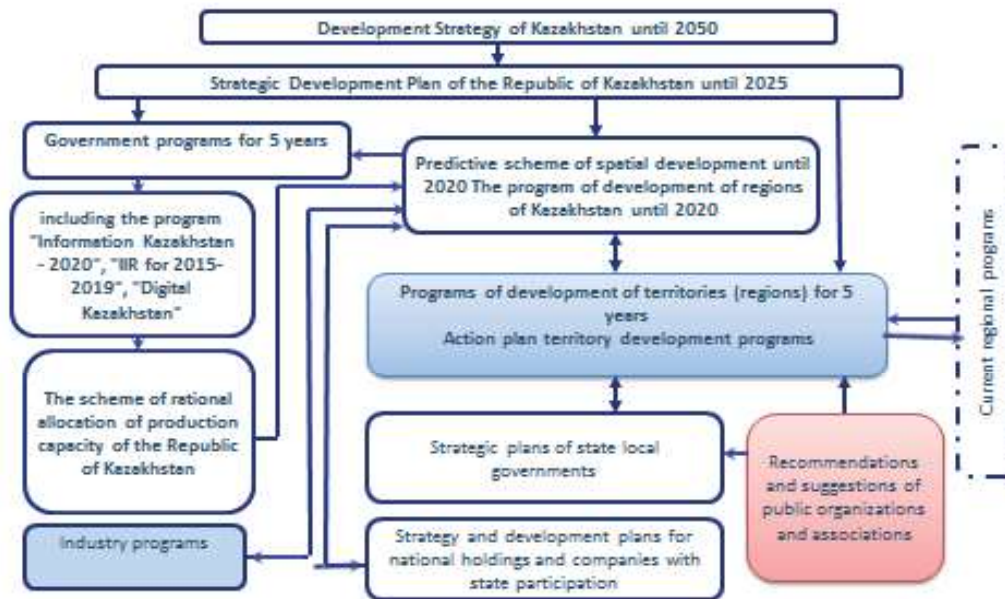 Development Strategy of Kazakhstan until 2050
Strategic Development Plan of the Republic of Kazakhstan until 2025
Government programs for 5 years
Predictive scheme of spatial development until
2020 The program of development of regions
of Kazakhstan until 2020
including the program
"Information Kazakhstan
- 2020", "IIR for 2015-
2019", "Digital
Kazakhstan"
Programs of development of territories (regions) for 5
years
Action plan territory development programs
Current regional programs
The scheme of rational
allocation of production
capacity of the Republic
of Kazakhstan
Strategic plans of state local
governments
Recommendations
and suggestions of
public organizations
and associations
Industry programs
Strategy and development plans for
national holdings and companies with
state participation